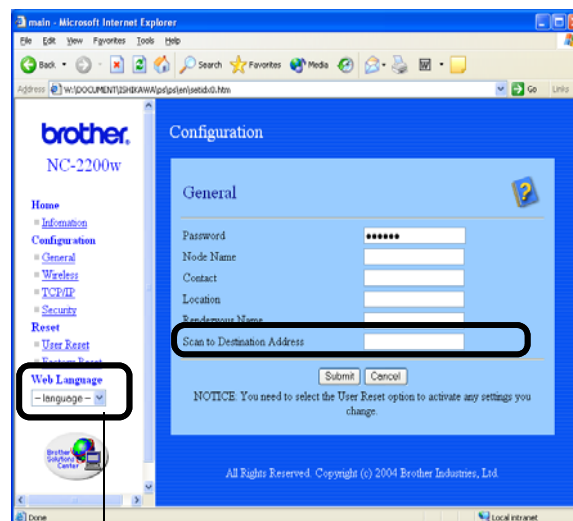 main - Microsoft Internet Explorer
File Edit View Favorites Tools Help
Back Search Favorites Media
Address W:\DOCUMENT\ISHIKAWA\ps\ps\en\setidx0.htm Go Links
brother.
NC-2200w
Home
Infomation
Configuration
General
Wireless
TCP/IP
Security
Reset
User Reset
Factory Reset
Web Language
– language –
Brother Solutions Center
Configuration
General
Password ●●●●●●
Node Name
Contact
Location
Rendezvous Name
Scan to Destination Address
Submit Cancel
NOTICE. You need to select the User Reset option to activate any settings you
change.
All Rights Reserved. Copyright (c) 2004 Brother Industries, Ltd.
Done Local intranet